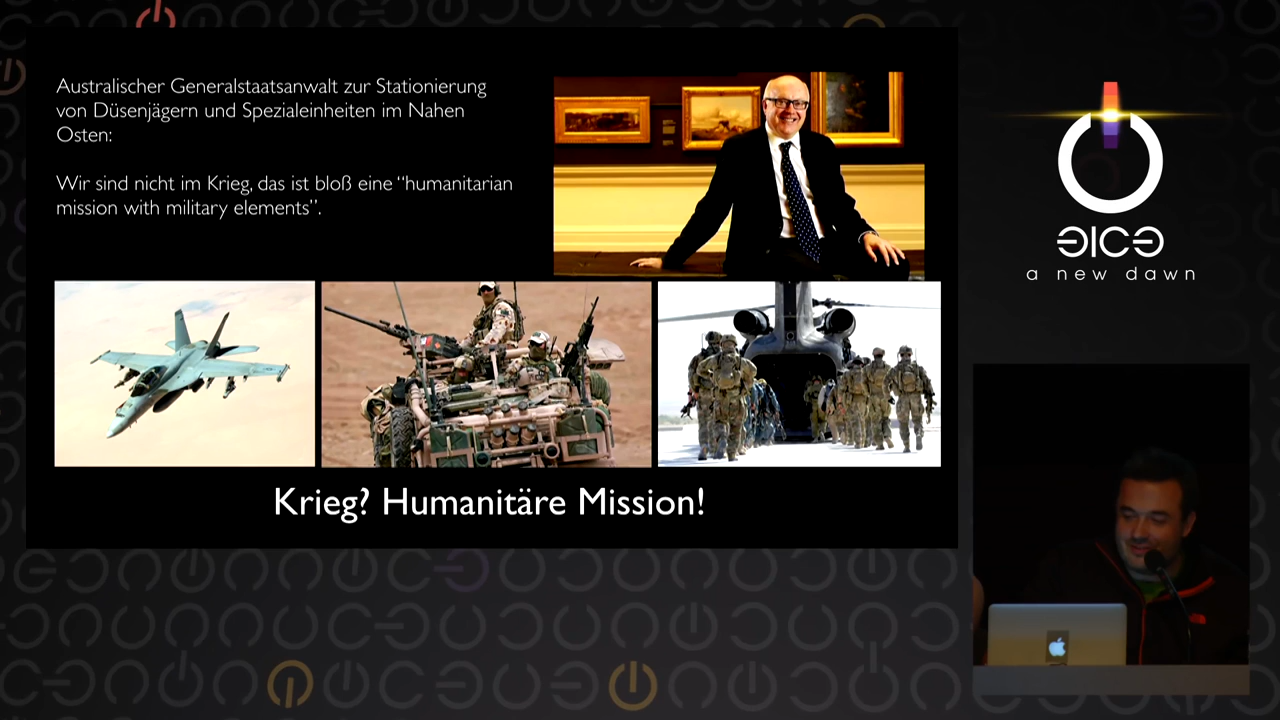 Australischer Generalstaatsanwalt zur Stationierung
von Düsenjägern und Spezialeinheiten im Nahen
Osten:
Wir sind nicht im Krieg, das ist bloß eine “humanitarian
mission with military elements”.
Krieg? Humanitäre Mission!
a new dawn